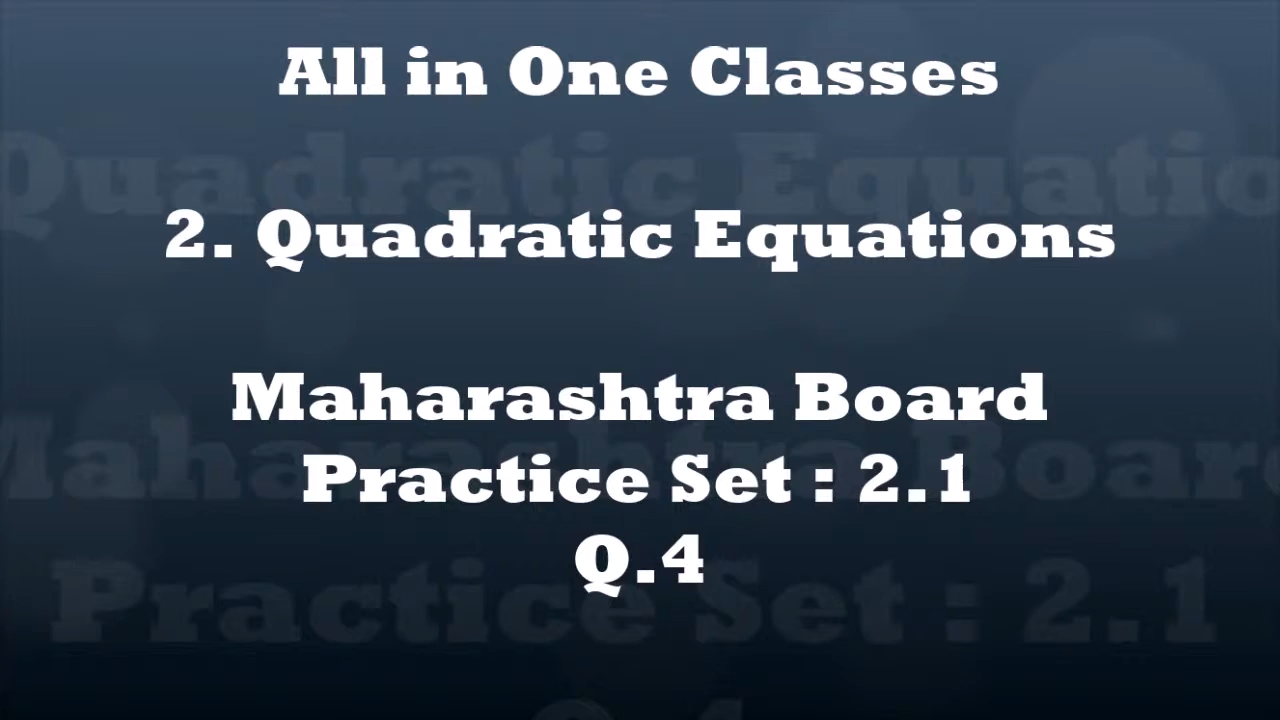 All in One Classes
2. Quadratic Equations
Maharashtra Board
Practice Set : 2.1
Q.4